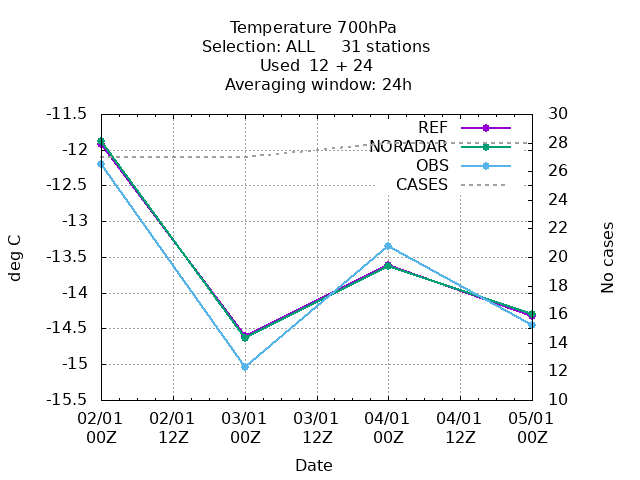 Temperature 700hPa
Selection: ALL 31 stations
Used 12 + 24
Averaging window: 24h
-11.5
-12
-12.5
-13
-13.5
-14
-14.5
-15
-15.5
deg C
30
28
26
24
22
20
18
16
14
12
10
No cases
REF
NORADAR
OBS
CASES
02/01 02/01 03/01 03/01 04/01 04/01 05/01
00Z 12Z 00Z 12Z 00Z 12Z 00Z
Date